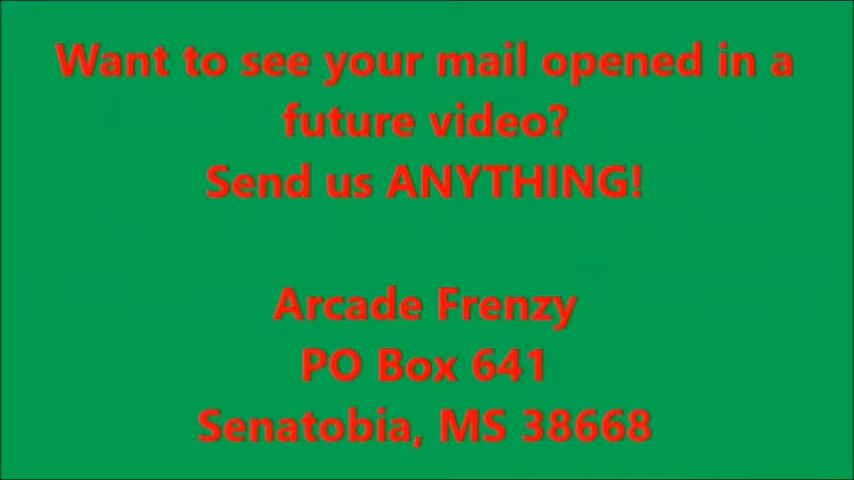 Want to see your mail opened in a
future video?
Send us ANYTHING!
Arcade Frenzy
PO Box 641
Senatobia, MS 38668